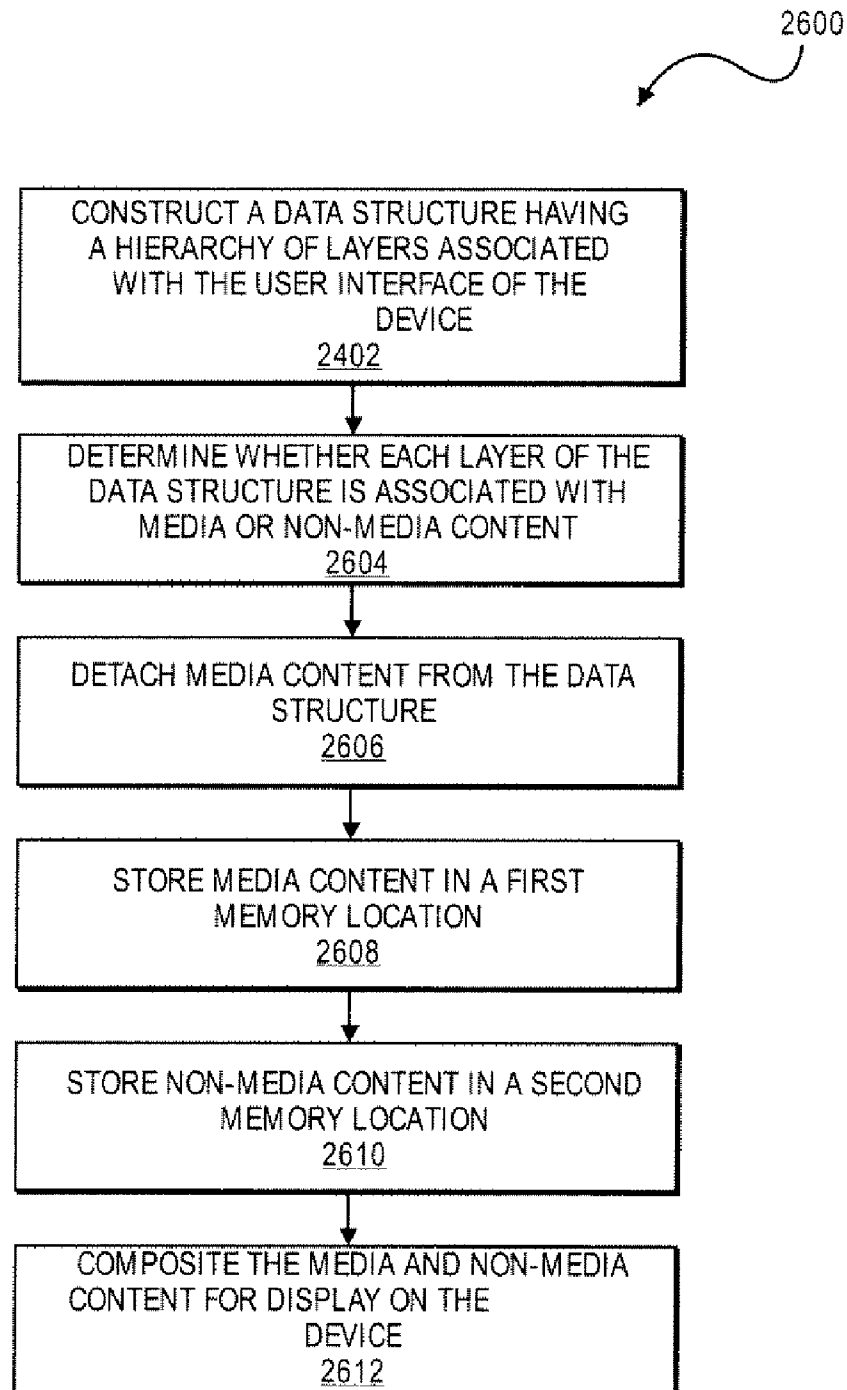 2600
CONSTRUCT A DATA STRUCTURE HAVING
A HIERARCHY OF LAYERS ASSOCIATED
WITH THE USER INTERFACE OF THE
DEVICE
2402
DETERMINE WHETHER EACH LAYER OF THE
DATA STRUCTURE IS ASSOCIATED WITH
MEDIA OR NON-MEDIA CONTENT
2604
DETACH MEDIA CONTENT FROM THE DATA
STRUCTURE
2606
STORE MEDIA CONTENT IN A FIRST
MEMORY LOCATION
2608
STORE NON-MEDIA CONTENT IN A SECOND
MEMORY LOCATION
2610
COMPOSITE THE MEDIA AND NON-MEDIA
CONTENT FOR DISPLAY ON THE
DEVICE
2612